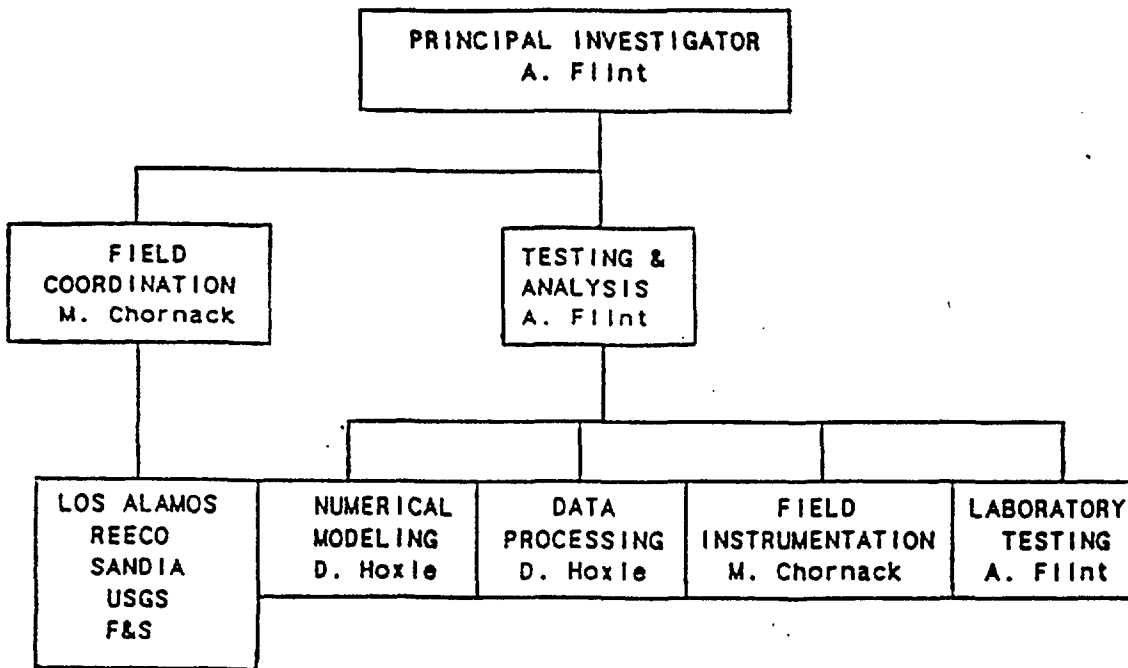 PRINCIPAL INVESTIGATOR
A. Flint
FIELD
COORDINATION
M. Chornack
TESTING &
ANALYSIS
A. Flint
LOS ALAMOS
REECO
SANDIA
USGS
F&S
NUMERICAL
MODELING
D. Hoxie
DATA
PROCESSING
D. Hoxie
FIELD
INSTRUMENTATION
M. Chornack
LABORATORY
TESTING
A. Flint